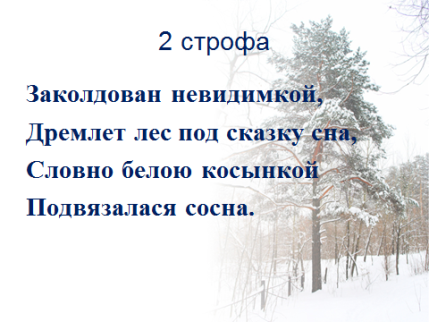 2 строфа
Заколдован невидимкой,
Дремлет лес под сказку сна,
Словно белою косынкой
Подвязалася сосна.